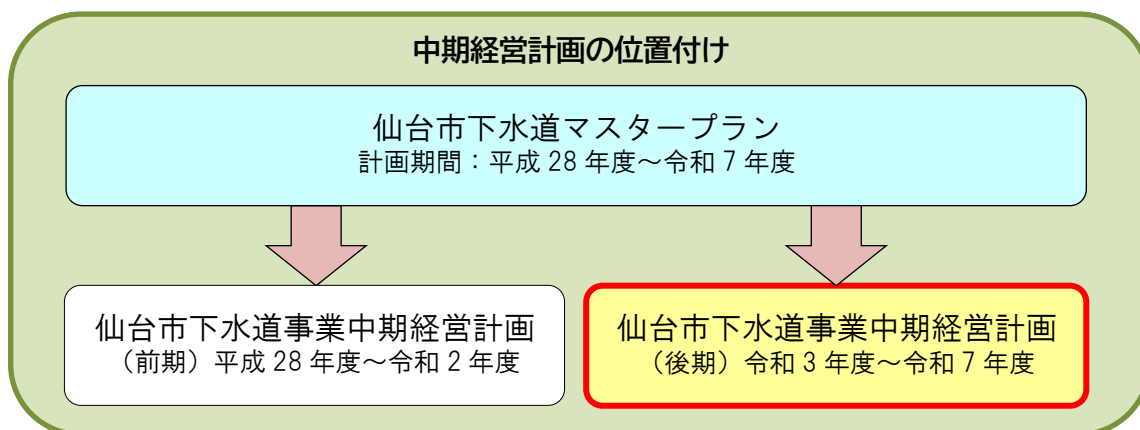 中期経営計画の位置付け
仙台市下水道マスタープラン
計画期間：平成 28 年度～令和 7 年度
仙台市下水道事業中期経営計画
（前期）平成 28 年度～令和 2 年度
仙台市下水道事業中期経営計画
（後期）令和 3 年度～令和 7 年度